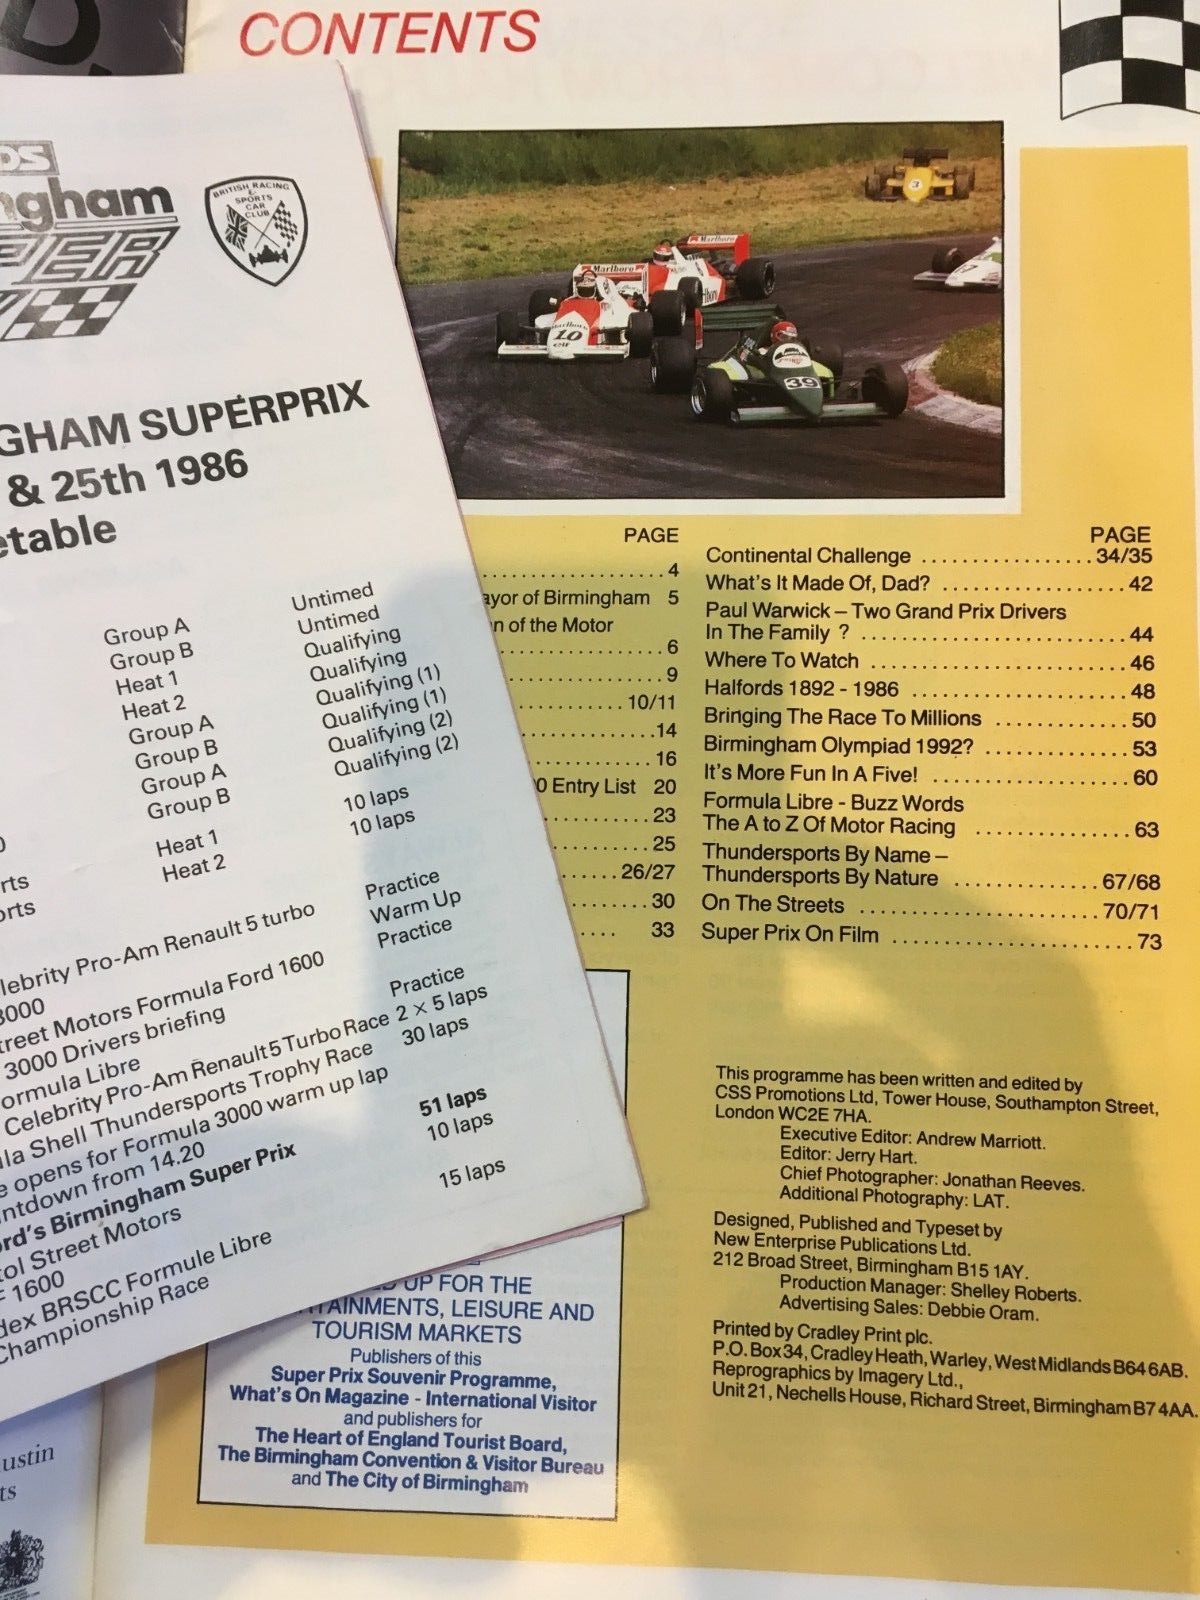 CONTENTS
BRITISH RACING
&
SPORTS
CAR
CLUB
GHAM SUPERPRIX
& 25th 1986
Group A Untimed
Group B Untimed
Heat 1 Qualifying
Heat 2 Qualifying
Group A Qualifying (1)
Group B Qualifying (1)
Group A Qualifying (2)
Group B Qualifying (2)
Heat 1 10 laps
Heat 2 10 laps
Practice
lebrity Pro-Am Renault 5 turbo Warm Up
3000 Practice
treet Motors Formula Ford 1600
3000 Drivers briefing Practice
ormula Libre
Celebrity Pro-Am Renault 5 Turbo Race 2 × 5 laps
la Shell Thundersports Trophy Race 30 laps
e opens for Formula 3000 warm up lap
ntdown from 14.20
ord's Birmingham Super Prix 51 laps
tol Street Motors 10 laps
F 1600
dex BRSCC Formule Libre 15 laps
Championship Race
Marlboro
Marlboro
Marlboro
10
elf
39
3
PAGE
4
ayor of Birmingham 5
n of the Motor
6
9
10/11
14
16
0 Entry List 20
23
25
26/27
30
33
PAGE
Continental Challenge 34/35
What's It Made Of, Dad? 42
Paul Warwick – Two Grand Prix Drivers
In The Family ? 44
Where To Watch 46
Halfords 1892 - 1986 48
Bringing The Race To Millions 50
Birmingham Olympiad 1992? 53
It's More Fun In A Five! 60
Formula Libre - Buzz Words
The A to Z Of Motor Racing 63
Thundersports By Name –
Thundersports By Nature 67/68
On The Streets 70/71
Super Prix On Film 73
This programme has been written and edited by
CSS Promotions Ltd, Tower House, Southampton Street,
London WC2E 7HA.
Executive Editor: Andrew Marriott.
Editor: Jerry Hart.
Chief Photographer: Jonathan Reeves.
Additional Photography: LAT.
Designed, Published and Typeset by
New Enterprise Publications Ltd.
212 Broad Street, Birmingham B15 1AY.
Production Manager: Shelley Roberts.
Advertising Sales: Debbie Oram.
Printed by Cradley Print plc.
P.O. Box 34, Cradley Heath, Warley, West Midlands B64 6AB.
Reprographics by Imagery Ltd.,
Unit 21, Nechells House, Richard Street, Birmingham B7 4AA.
UP FOR THE
TAINMENTS, LEISURE AND
TOURISM MARKETS
Publishers of this
Super Prix Souvenir Programme,
What's On Magazine - International Visitor
and publishers for
The Heart of England Tourist Board,
The Birmingham Convention & Visitor Bureau
and The City of Birmingham
ustin
ts